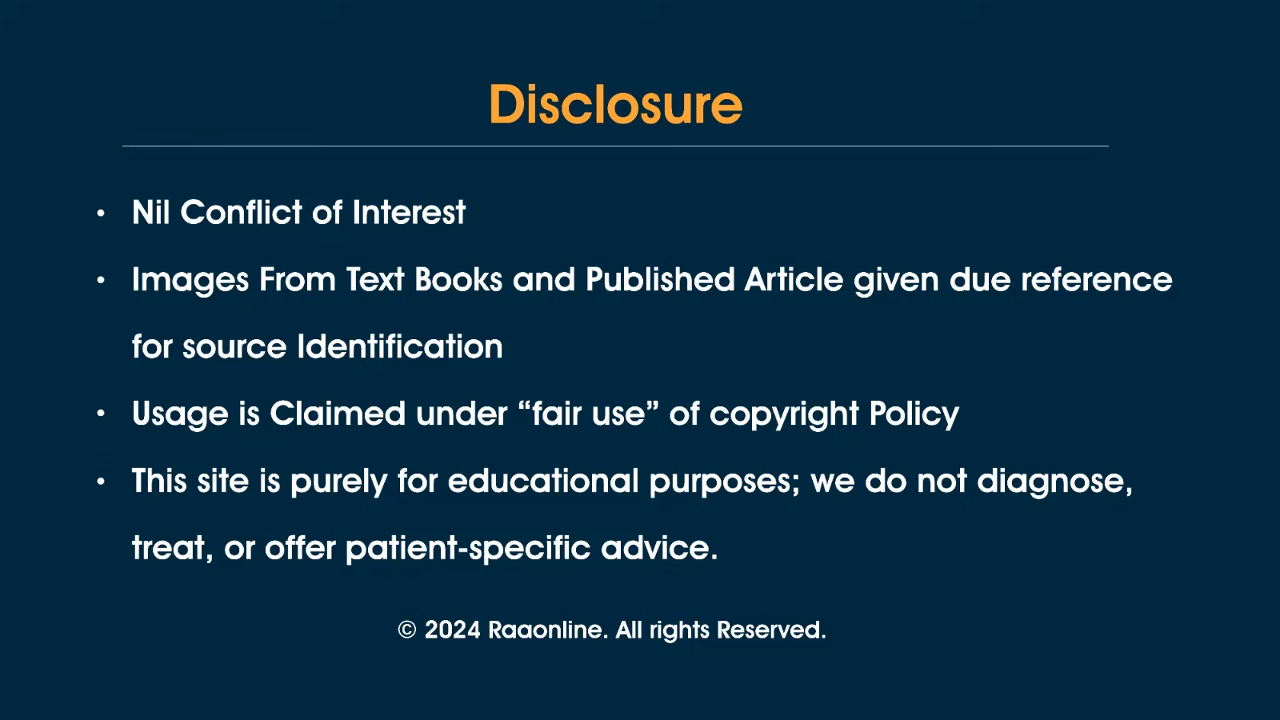 Disclosure
• Nil Conflict of Interest
• Images From Text Books and Published Article given due reference
for source Identification
• Usage is Claimed under “fair use” of copyright Policy
• This site is purely for educational purposes; we do not diagnose,
treat, or offer patient-specific advice.
© 2024 Raaonline. All rights Reserved.